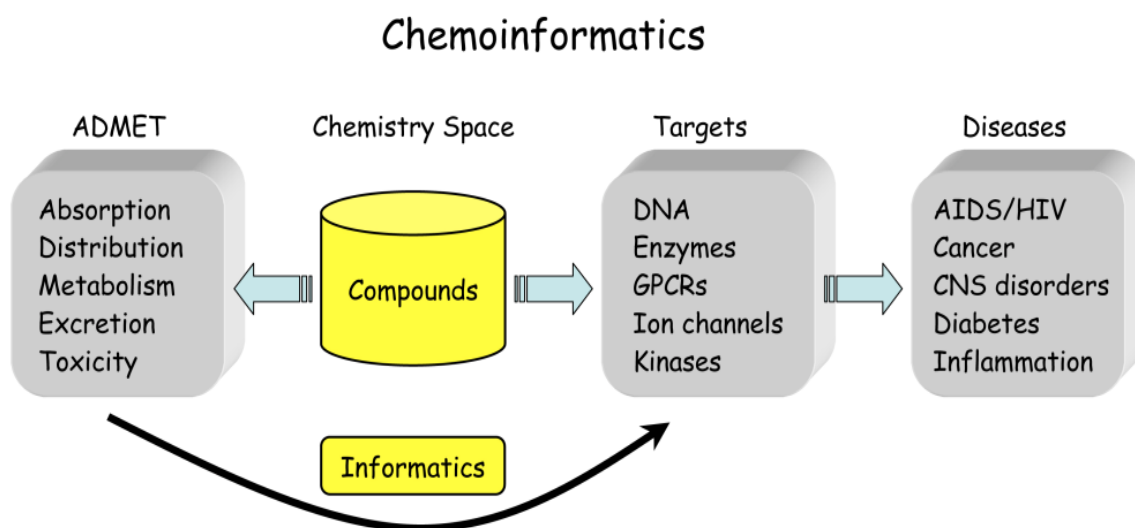 Chemoinformatics
ADMET
Absorption
Distribution
Metabolism
Excretion
Toxicity
Chemistry Space
Compounds
Informatics
Targets
DNA
Enzymes
GPCRs
Ion channels
Kinases
Diseases
AIDS/HIV
Cancer
CNS disorders
Diabetes
Inflammation